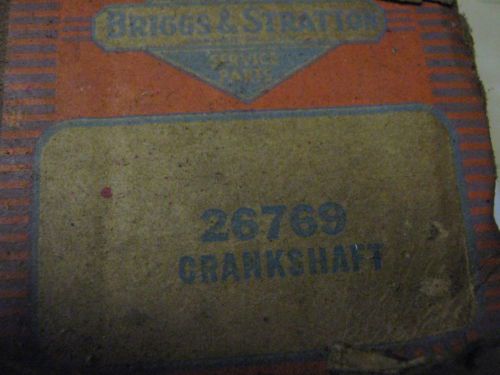 BRIGGS & STRATTON
SERVICE
PARTS
26769
CRANKSHAFT